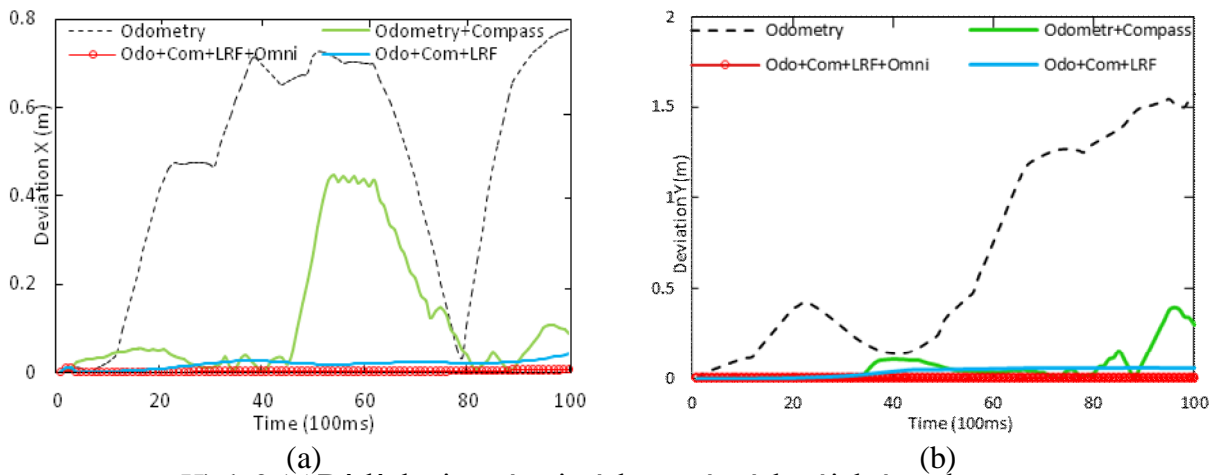 0.8
0.6
0.4
0.2
0
Deviation X (m)
Odometry
Odometry+Compass
Odo+Com+LRF+Omni
Odo+Com+LRF
0
20
40
60
80
100
Time (100ms)
(a)
2
1.5
1
0.5
0
Deviation Y(m)
Odometry
Odometr+Compass
Odo+Com+LRF+Omni
Odo+Com+LRF
0
20
40
60
80
100
Time (100ms)
(b)